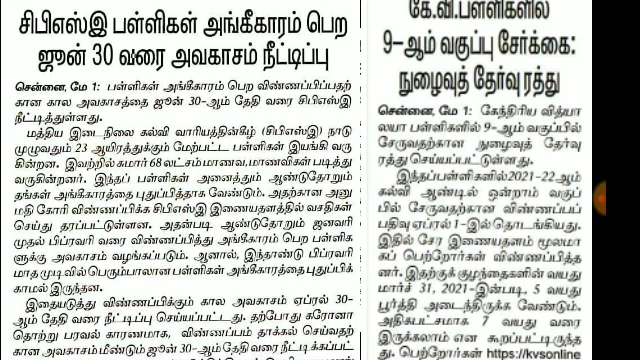 சிபிஎஸ்இ பள்ளிகள் அங்கீகாரம் பெற
ஜூன் 30 வரை அவகாசம் நீட்டிப்பு
சென்னை, மே 1: பள்ளிகள் அங்கீகாரம் பெற விண்ணப்பிப்பதற்
கான கால அவகாசத்தை ஜூன் 30-ஆம் தேதி வரை சிபிஎஸ்இ
நீட்டித்துள்ளது.
மத்திய இடைநிலை கல்வி வாரியத்தின்கீழ் (சிபிஎஸ்இ) நாடு
முழுவதும் 23 ஆயிரத்துக்கும் மேற்பட்ட பள்ளிகள் இயங்கி வரு
கின்றன. இவற்றில் சுமார் 68 லட்சம் மாணவ, மாணவிகள் படித்து
வருகின்றனர். இந்தப் பள்ளிகள் அனைத்தும் ஆண்டுதோறும்
தங்கள் அங்கீகாரத்தை புதுப்பித்தாக வேண்டும். அதற்கான அனு
மதி கோரி விண்ணப்பிக்க சிபிஎஸ்இ இணையதளத்தில் வசதிகள்
செய்து தரப்பட்டுள்ளன. அதன்படி ஆண்டுதோறும் ஜனவரி
முதல் பிப்ரவரி வரை விண்ணப்பித்து அங்கீகாரம் பெற பள்ளிக
ளுக்கு அவகாசம் வழங்கப்படும். ஆனால், இந்தாண்டு பிப்ரவரி
மாத முடிவில் பெரும்பாலான பள்ளிகள் அங்கீகாரத்தை புதுப்பிக்
காமல் இருந்தன.
இதையடுத்து விண்ணப்பிக்கும் கால அவகாசம் ஏப்ரல் 30-
ஆம் தேதி வரை நீட்டிப்பு செய்யப்பட்டது. தற்போது கரோனா
தொற்று பரவல் காரணமாக, விண்ணப்பம் தாக்கல் செய்வதற்
கான அவகாசம் மீண்டும் ஜூன் 30-ஆம் தேதி வரை நீட்டிக்கப்பட்
கே.வி.பள்ளிகளில்
9-ஆம் வகுப்பு சேர்க்கை:
நுழைவுத் தேர்வு ரத்து
சென்னை, மே 1: கேந்திரிய வித்யா
லயா பள்ளிகளில் 9-ஆம் வகுப்பில்
சேருவதற்கான நுழைவுத் தேர்வு
ரத்து செய்யப்பட்டுள்ளது.
இந்தப்பள்ளிகளில் 2021-22ஆம்
கல்வி ஆண்டில் ஒன்றாம் வகுப்
பில் சேருவதற்கான விண்ணப்பப்
பதிவு ஏப்ரல் 1-இல் தொடங்கியது.
இதில் சேர இணையதளம் மூலமா
கப் பெற்றோர்கள் விண்ணப்பித்த
னர். இதற்குக் குழந்தைகளின் வயது
மார்ச் 31, 2021-இன்படி, 5 வயது
பூர்த்தி அடைந்திருக்க வேண்டும்.
அதிகபட்சமாக 7 வயது வரை
இருக்கலாம் என கூறப்பட்டிருந்த
து. பெற்றோர்கள் https://kvsonline